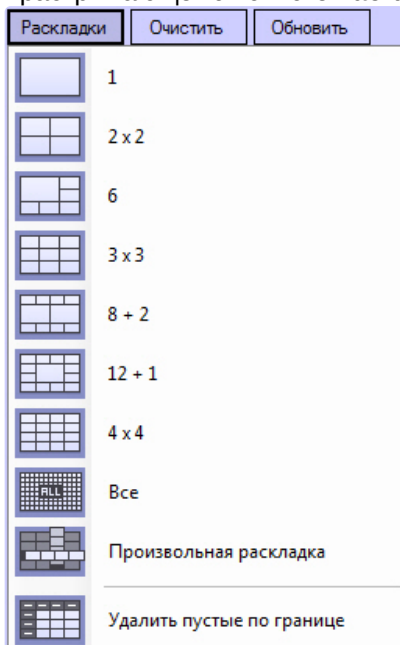 Раскладки Очистить Обновить
1
2 x 2
6
3 x 3
8 + 2
12 + 1
4 x 4
ALL Все
Произвольная раскладка
Удалить пустые по границе